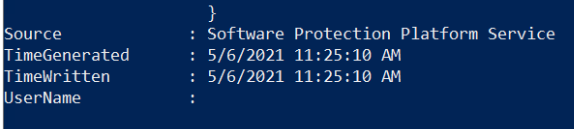 }
Source : Software Protection Platform Service
TimeGenerated : 5/6/2021 11:25:10 AM
TimeWritten : 5/6/2021 11:25:10 AM
UserName :